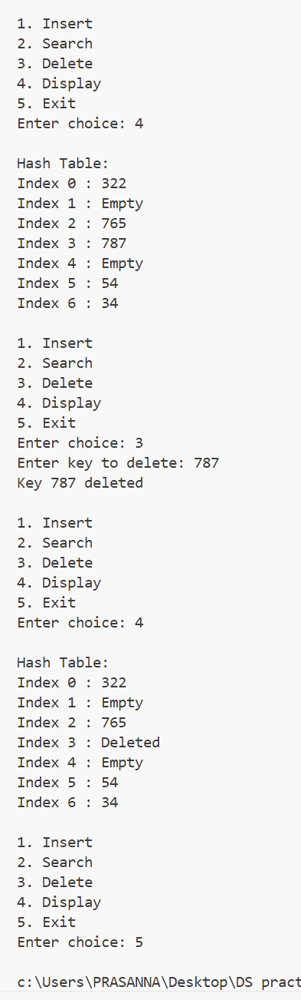 1. Insert
2. Search
3. Delete
4. Display
5. Exit
Enter choice: 4
Hash Table:
Index 0 : 322
Index 1 : Empty
Index 2 : 765
Index 3 : 787
Index 4 : Empty
Index 5 : 54
Index 6 : 34
1. Insert
2. Search
3. Delete
4. Display
5. Exit
Enter choice: 3
Enter key to delete: 787
Key 787 deleted
1. Insert
2. Search
3. Delete
4. Display
5. Exit
Enter choice: 4
Hash Table:
Index 0 : 322
Index 1 : Empty
Index 2 : 765
Index 3 : Deleted
Index 4 : Empty
Index 5 : 54
Index 6 : 34
1. Insert
2. Search
3. Delete
4. Display
5. Exit
Enter choice: 5
c:\Users\PRASANNA\Desktop\DS pract